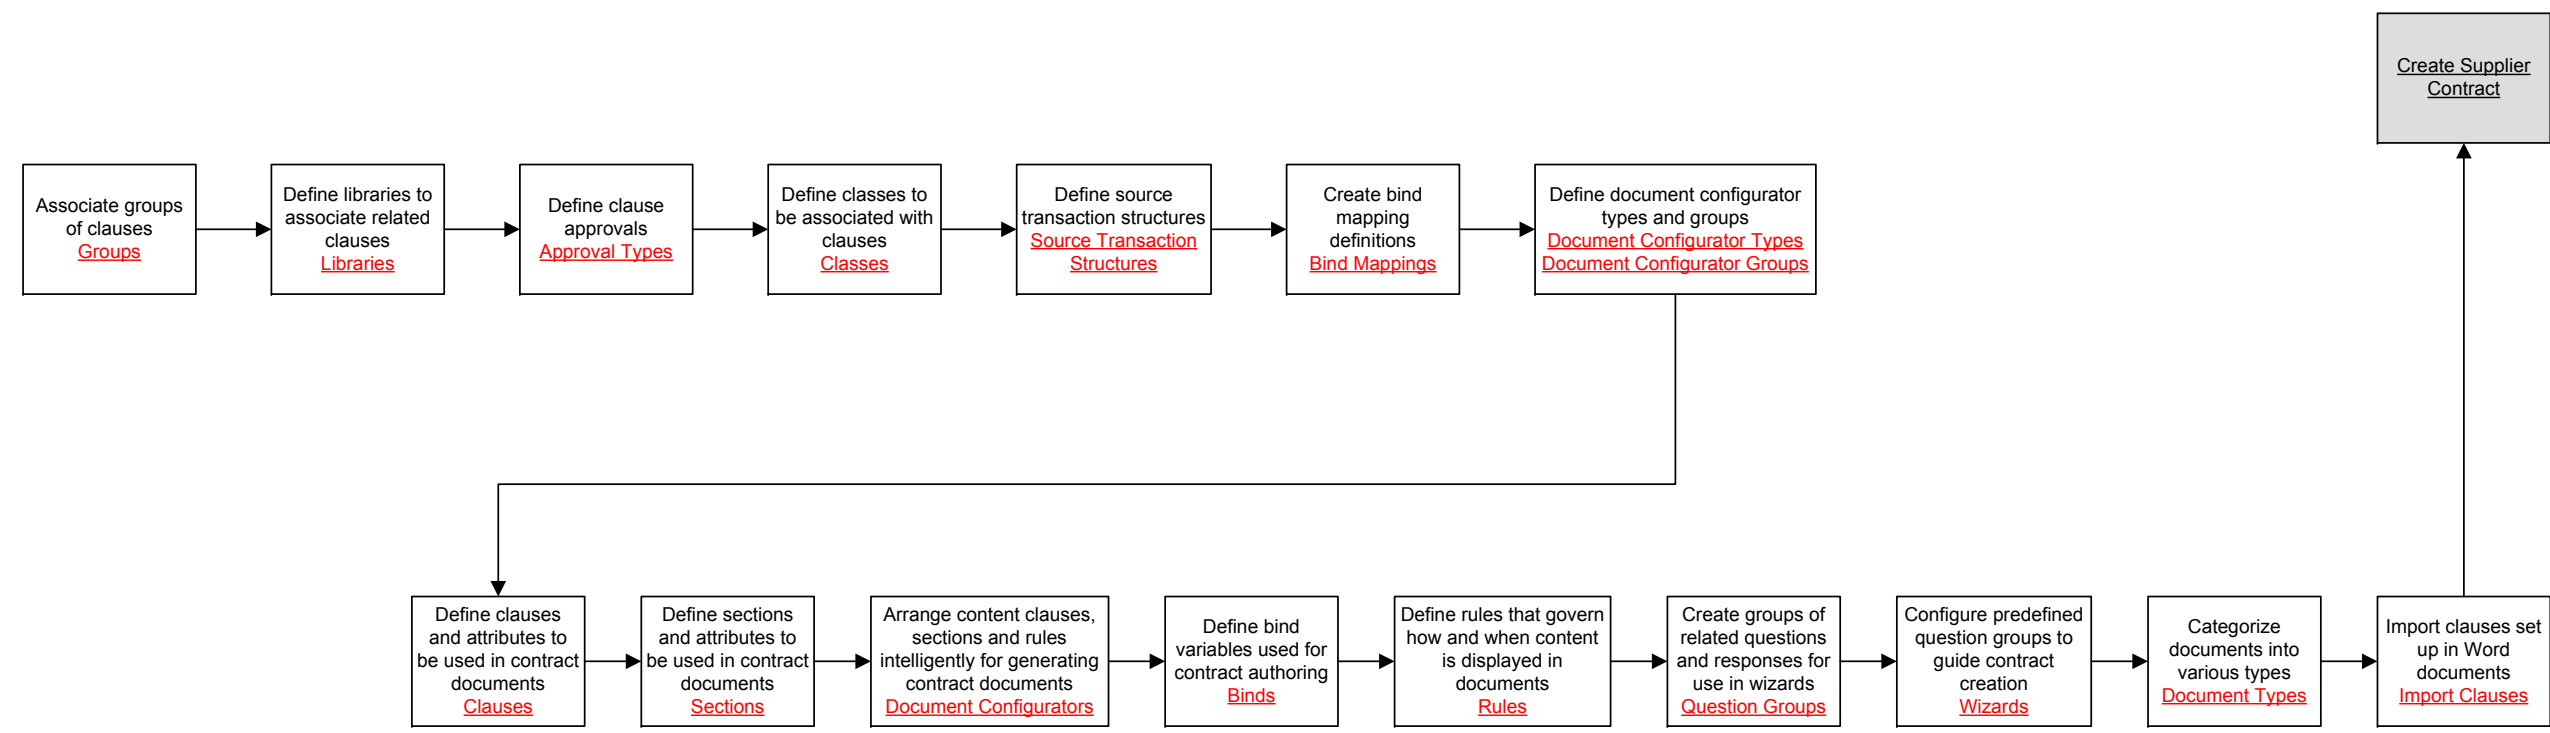 Create Supplier
Contract
Associate groups
of clauses
Groups
Define libraries to
associate related
clauses
Libraries
Define clause
approvals
Approval Types
Define classes to
be associated with
clauses
Classes
Define source
transaction structures
Source Transaction
Structures
Create bind
mapping
definitions
Bind Mappings
Define document configurator
types and groups
Document Configurator Types
Document Configurator Groups
Define clauses
and attributes to
be used in contract
documents
Clauses
Define sections
and attributes to
be used in contract
documents
Sections
Arrange content clauses,
sections and rules
intelligently for generating
contract documents
Document Configurators
Define bind
variables used for
contract authoring
Binds
Define rules that govern
how and when content
is displayed in
documents
Rules
Create groups of
related questions
and responses for
use in wizards
Question Groups
Configure predefined
question groups to
guide contract
creation
Wizards
Categorize
documents into
various types
Document Types
Import clauses set
up in Word
documents
Import Clauses